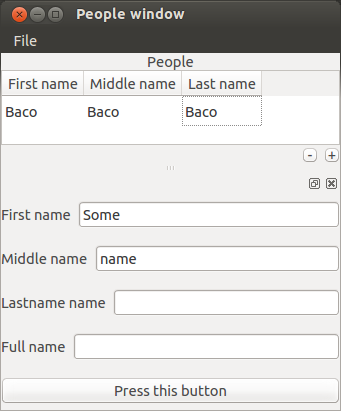 People window
File
People
First name Middle name Last name
Baco Baco Baco
- +
First name Some
Middle name name
Lastname name
Full name
Press this button